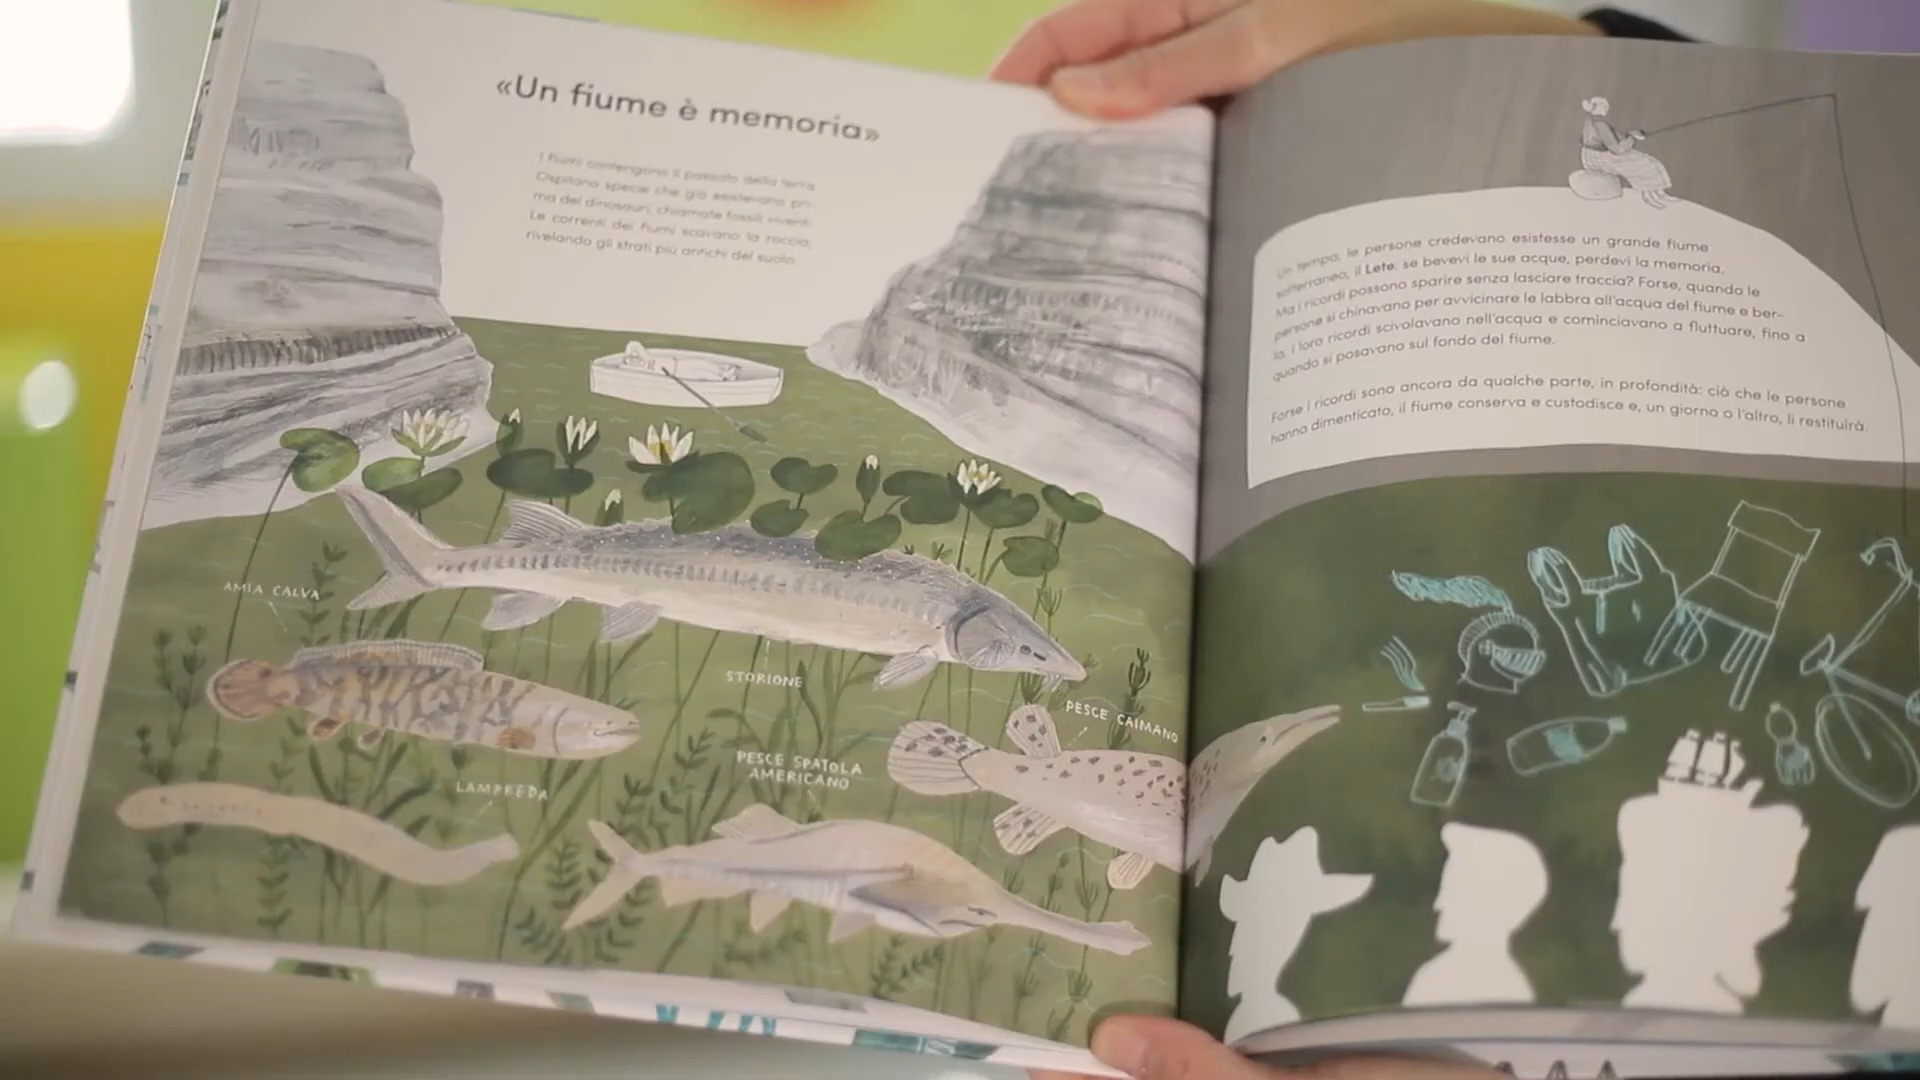 «Un fiume è memoria»
I fiumi contengono il passato della terra.
Ospitano specie che già esistevano pri-
ma dei dinosauri, chiamate fossili viventi.
Le correnti dei fiumi scavano la roccia,
rivelando gli strati più antichi del suolo.
AMIA CALVA
STORIONE
PESCE CAIMANO
PESCE SPATOLA
AMERICANO
LAMPREDA
Un tempo, le persone credevano esistesse un grande fiume
sotterraneo, il Lete: se bevevi le sue acque, perdevi la memoria.
Ma i ricordi possono sparire senza lasciare traccia? Forse, quando le
persone si chinavano per avvicinare le labbra all'acqua del fiume e ber-
la, i loro ricordi scivolavano nell'acqua e cominciavano a fluttuare, fino a
quando si posavano sul fondo del fiume.
Forse i ricordi sono ancora da qualche parte, in profondità: ciò che le persone
hanno dimenticato, il fiume conserva e custodisce e, un giorno o l'altro, li restituirà.